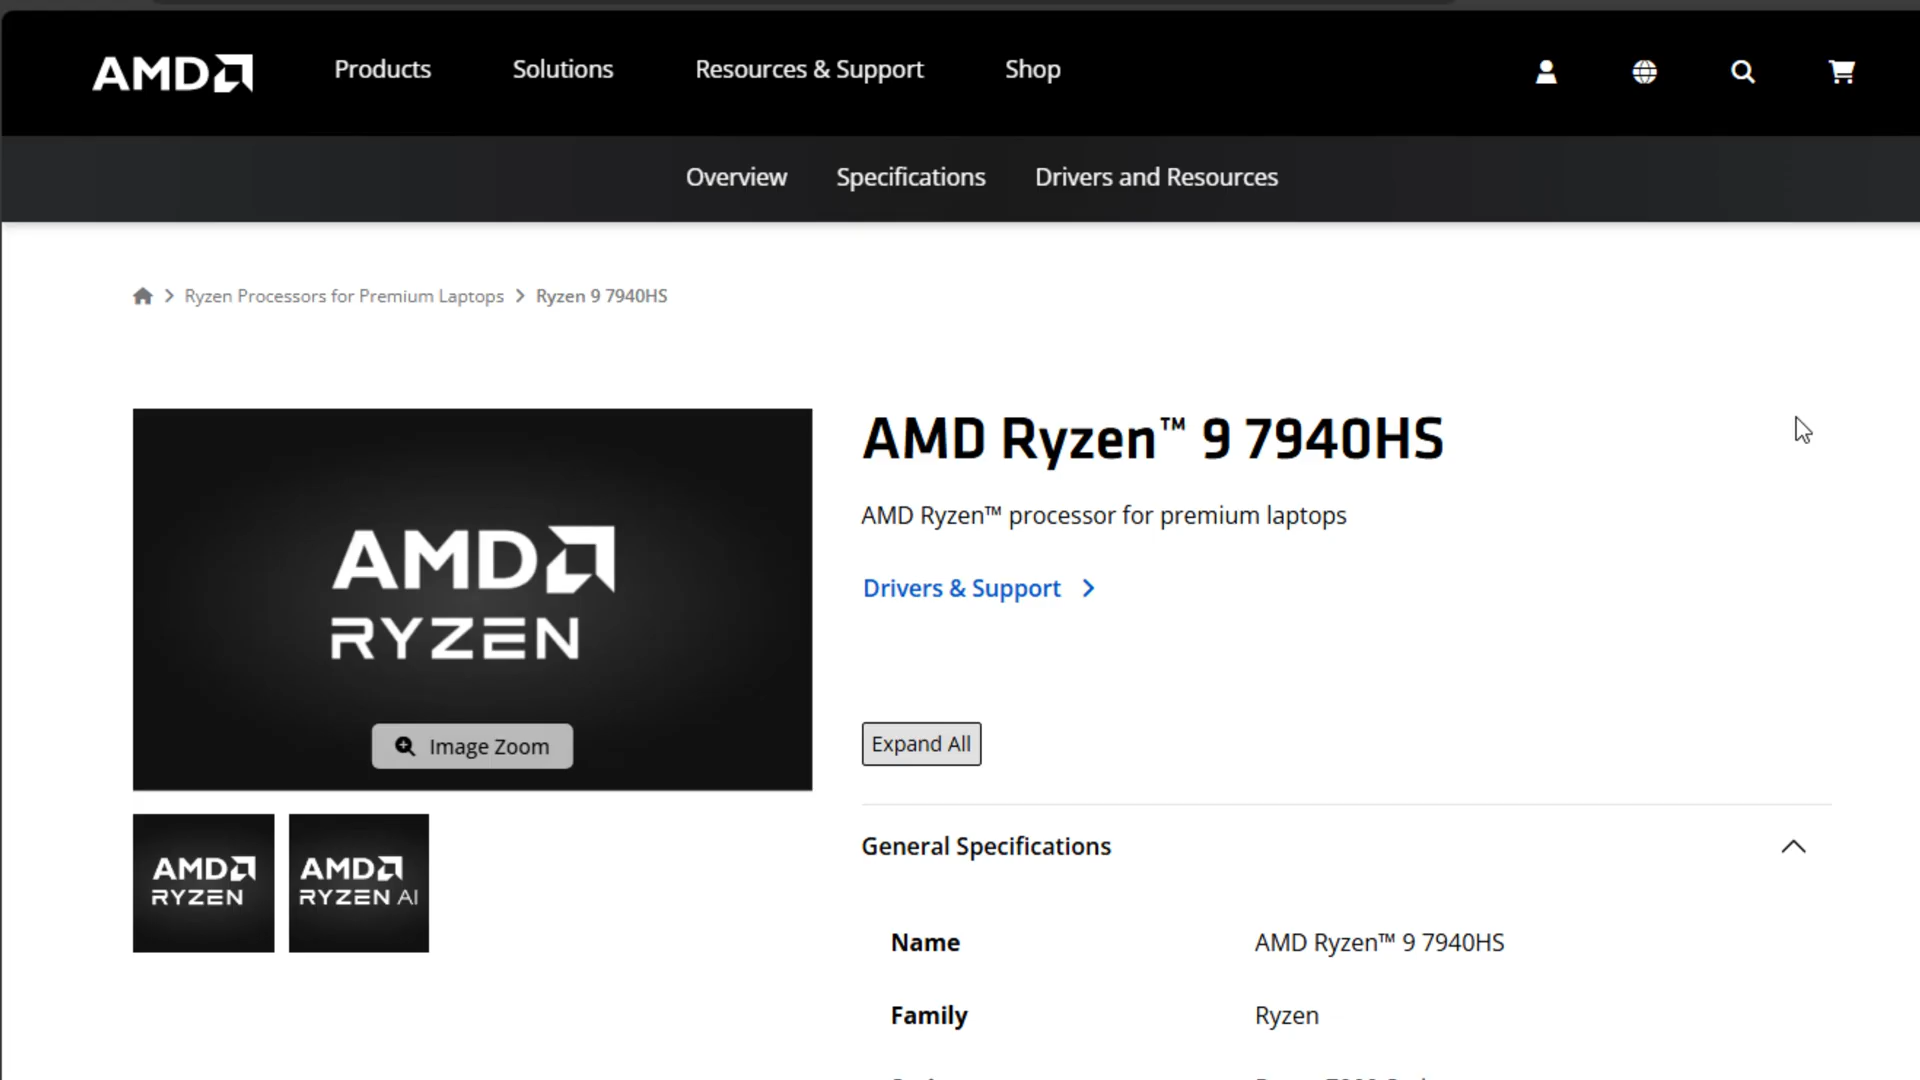 AMD
Products
Solutions
Resources & Support
Shop
Overview
Specifications
Drivers and Resources
Ryzen Processors for Premium Laptops
Ryzen 9 7940HS
AMD
RYZEN
Image Zoom
AMD
RYZEN
AMD
RYZEN AI
AMD Ryzen™ 9 7940HS
AMD Ryzen™ processor for premium laptops
Drivers & Support
Expand All
General Specifications
Name AMD Ryzen™ 9 7940HS
Family Ryzen